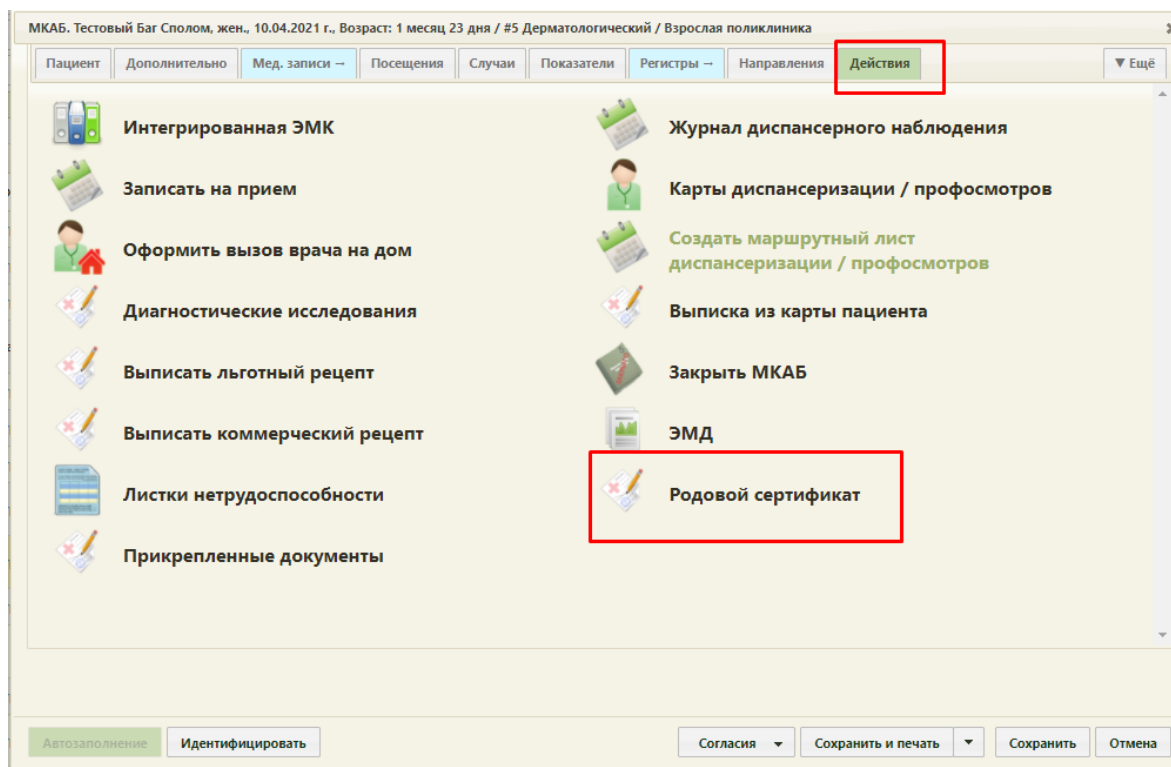 МКАБ. Тестовый Баг Сполом, жен., 10.04.2021 г., Возраст: 1 месяц 23 дня / #5 Дерматологический / Взрослая поликлиника
Пациент Дополнительно Мед. записи → Посещения Случаи Показатели Регистры → Направления Действия ▼ Ещё
Интегрированная ЭМК
Журнал диспансерного наблюдения
Записать на прием
Карты диспансеризации / профосмотров
Оформить вызов врача на дом
Создать маршрутный лист
диспансеризации / профосмотров
Диагностические исследования
Выписка из карты пациента
Выписать льготный рецепт
Закрыть МКАБ
Выписать коммерческий рецепт
ЭМД
Листки нетрудоспособности
Родовой сертификат
Прикрепленные документы
Автозаполнение Идентифицировать Согласия Сохранить и печать Сохранить Отмена